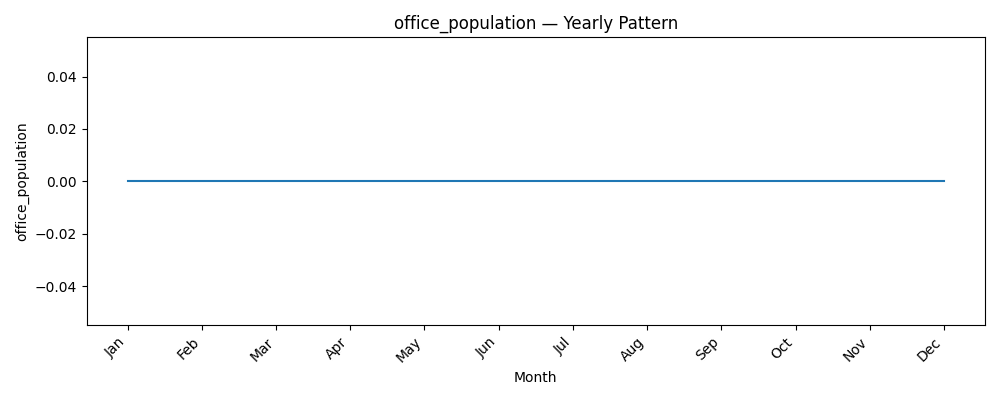 office_population — Yearly Pattern
office_population
0.04
0.02
0.00
−0.02
−0.04
Jan
Feb
Mar
Apr
May
Jun
Jul
Aug
Sep
Oct
Nov
Dec
Month